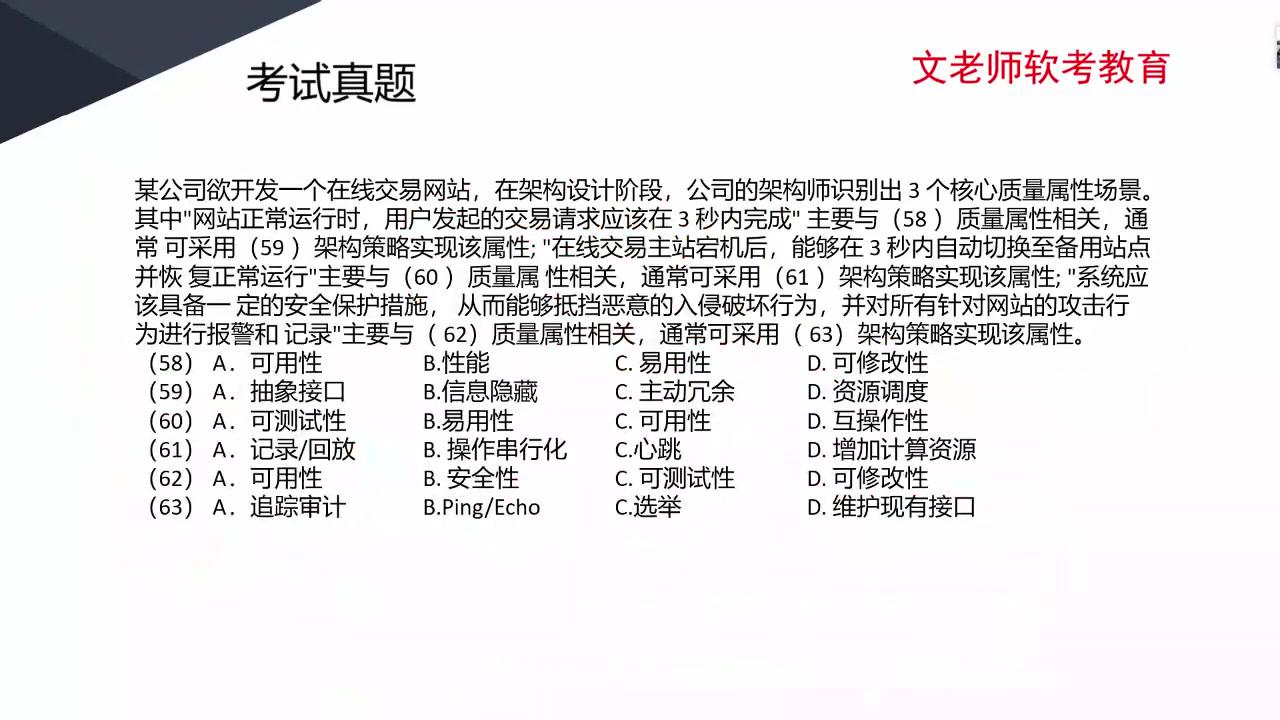 考试真题
文老师软考教育
某公司欲开发一个在线交易网站，在架构设计阶段，公司的架构师识别出 3 个核心质量属性场景。
其中"网站正常运行时，用户发起的交易请求应该在 3 秒内完成" 主要与（58 ）质量属性相关，通
常 可采用（59 ）架构策略实现该属性; "在线交易主站宕机后，能够在 3 秒内自动切换至备用站点
并恢 复正常运行"主要与（60 ）质量属 性相关，通常可采用（61 ）架构策略实现该属性; "系统应
该具备一 定的安全保护措施， 从而能够抵挡恶意的入侵破坏行为，并对所有针对网站的攻击行
为进行报警和 记录"主要与（ 62）质量属性相关，通常可采用（ 63）架构策略实现该属性。
（58） A．可用性 B.性能 C. 易用性 D. 可修改性
（59） A．抽象接口 B.信息隐藏 C. 主动冗余 D. 资源调度
（60） A．可测试性 B.易用性 C. 可用性 D. 互操作性
（61） A．记录/回放 B. 操作串行化 C.心跳 D. 增加计算资源
（62） A．可用性 B. 安全性 C. 可测试性 D. 可修改性
（63） A．追踪审计 B.Ping/Echo C.选举 D. 维护现有接口